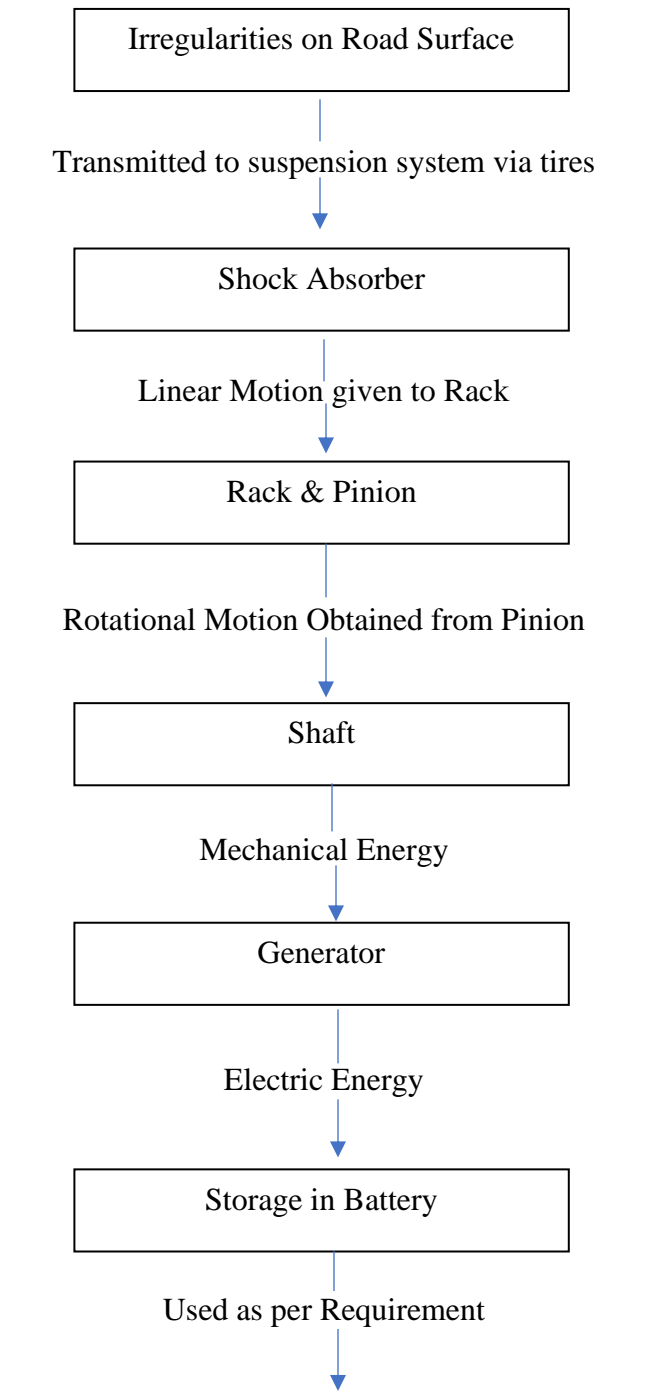 Irregularities on Road Surface
Transmitted to suspension system via tires
Shock Absorber
Linear Motion given to Rack
Rack & Pinion
Rotational Motion Obtained from Pinion
Shaft
Mechanical Energy
Generator
Electric Energy
Storage in Battery
Used as per Requirement